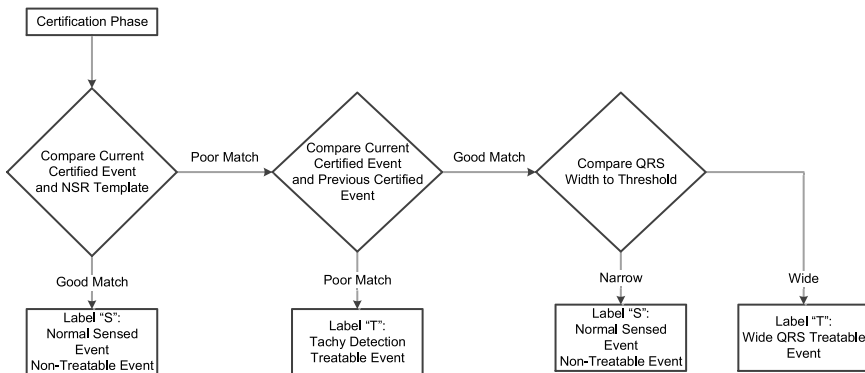 Certification Phase
Compare Current
Certified Event
and NSR Template
Poor Match
Compare Current
Certified Event
and Previous Certified
Event
Good Match
Compare QRS
Width to Threshold
Good Match
Poor Match
Narrow
Wide
Label “S”:
Normal Sensed
Event
Non-Treatable Event
Label “T”:
Tachy Detection
Treatable Event
Label “S”:
Normal Sensed
Event
Non-Treatable Event
Label “T”:
Wide QRS Treatable
Event